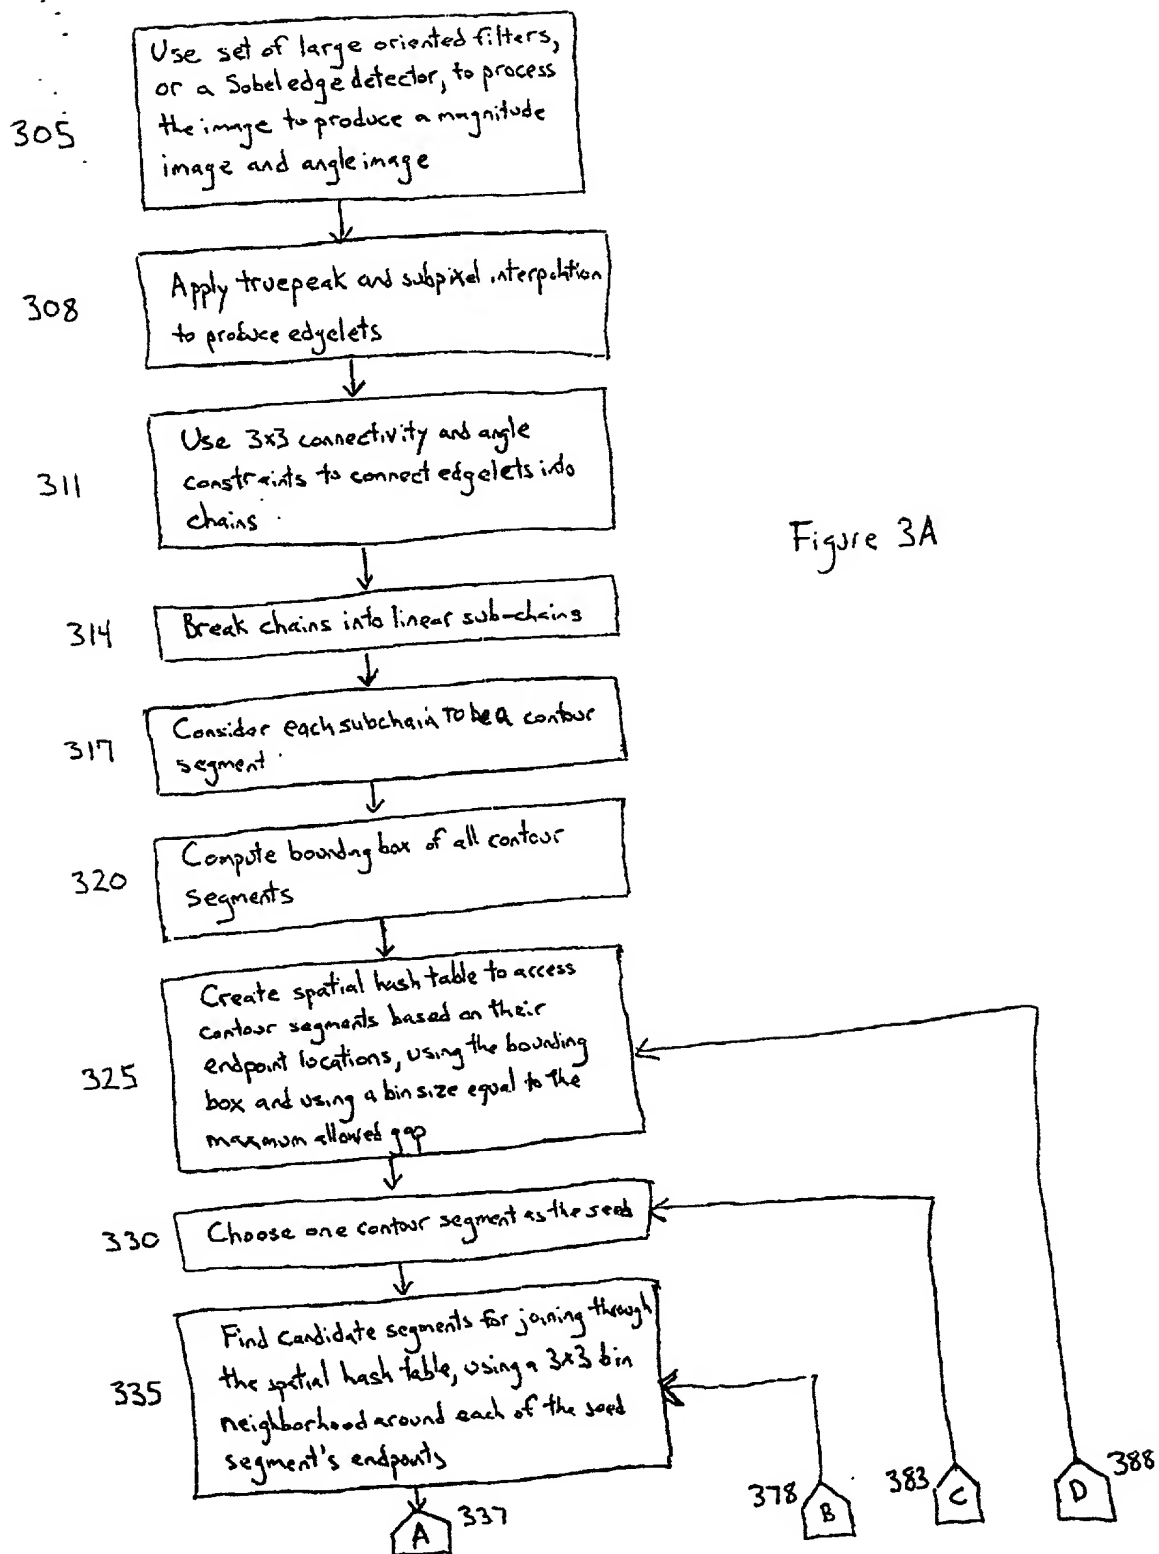 Use set of large oriented filters,
or a Sobel edge detector, to process
305
the image to produce a magnitude
image and angle image
308
Apply truepeak and subpixel interpolation
to produce edgelets
311
Use 3x3 connectivity and angle
constraints to connect edgelets into
chains
Figure 3A
314
Break chains into linear sub-chains
317
Consider each subchain to be a contour
segment
320
Compute bounding box of all contour
segments
325
Create spatial hash table to access
contour segments based on their
endpoint locations, using the bounding
box and using a bin size equal to the
maximum allowed gap
330
Choose one contour segment as the seed
335
Find candidate segments for joining through
the spatial hash table, using a 3x3 bin
neighborhood around each of the seed
segment's endpoints
A 337
378 B
383 C
D 388